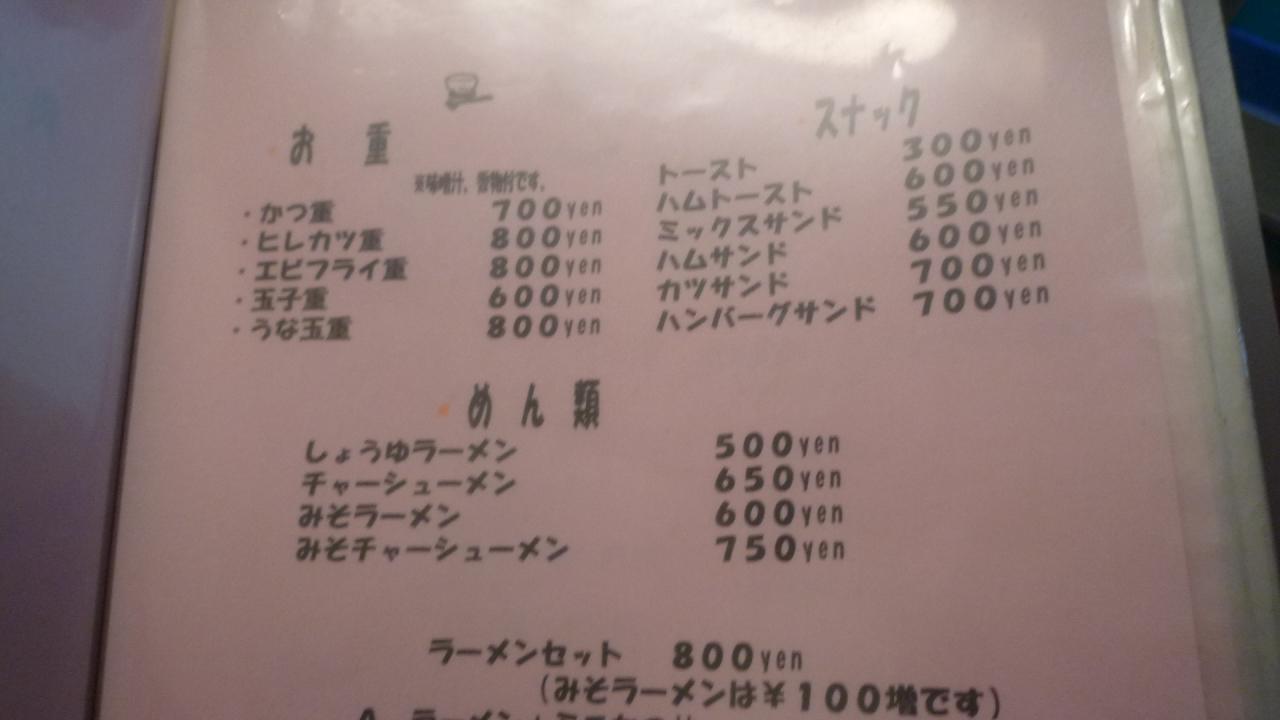 お重
※味噌汁、香物付です。
・かつ重 700yen
・ヒレカツ重 800yen
・エビフライ重 800yen
・玉子重 600yen
・うな玉重 800yen
スナック
トースト 300yen
ハムトースト 600yen
ミックスサンド 550yen
ハムサンド 600yen
カツサンド 700yen
ハンバーグサンド 700yen
めん類
しょうゆラーメン 500yen
チャーシューメン 650yen
みそラーメン 600yen
みそチャーシューメン 750yen
ラーメンセット 800yen
(みそラーメンは¥100増です)
ラーメン